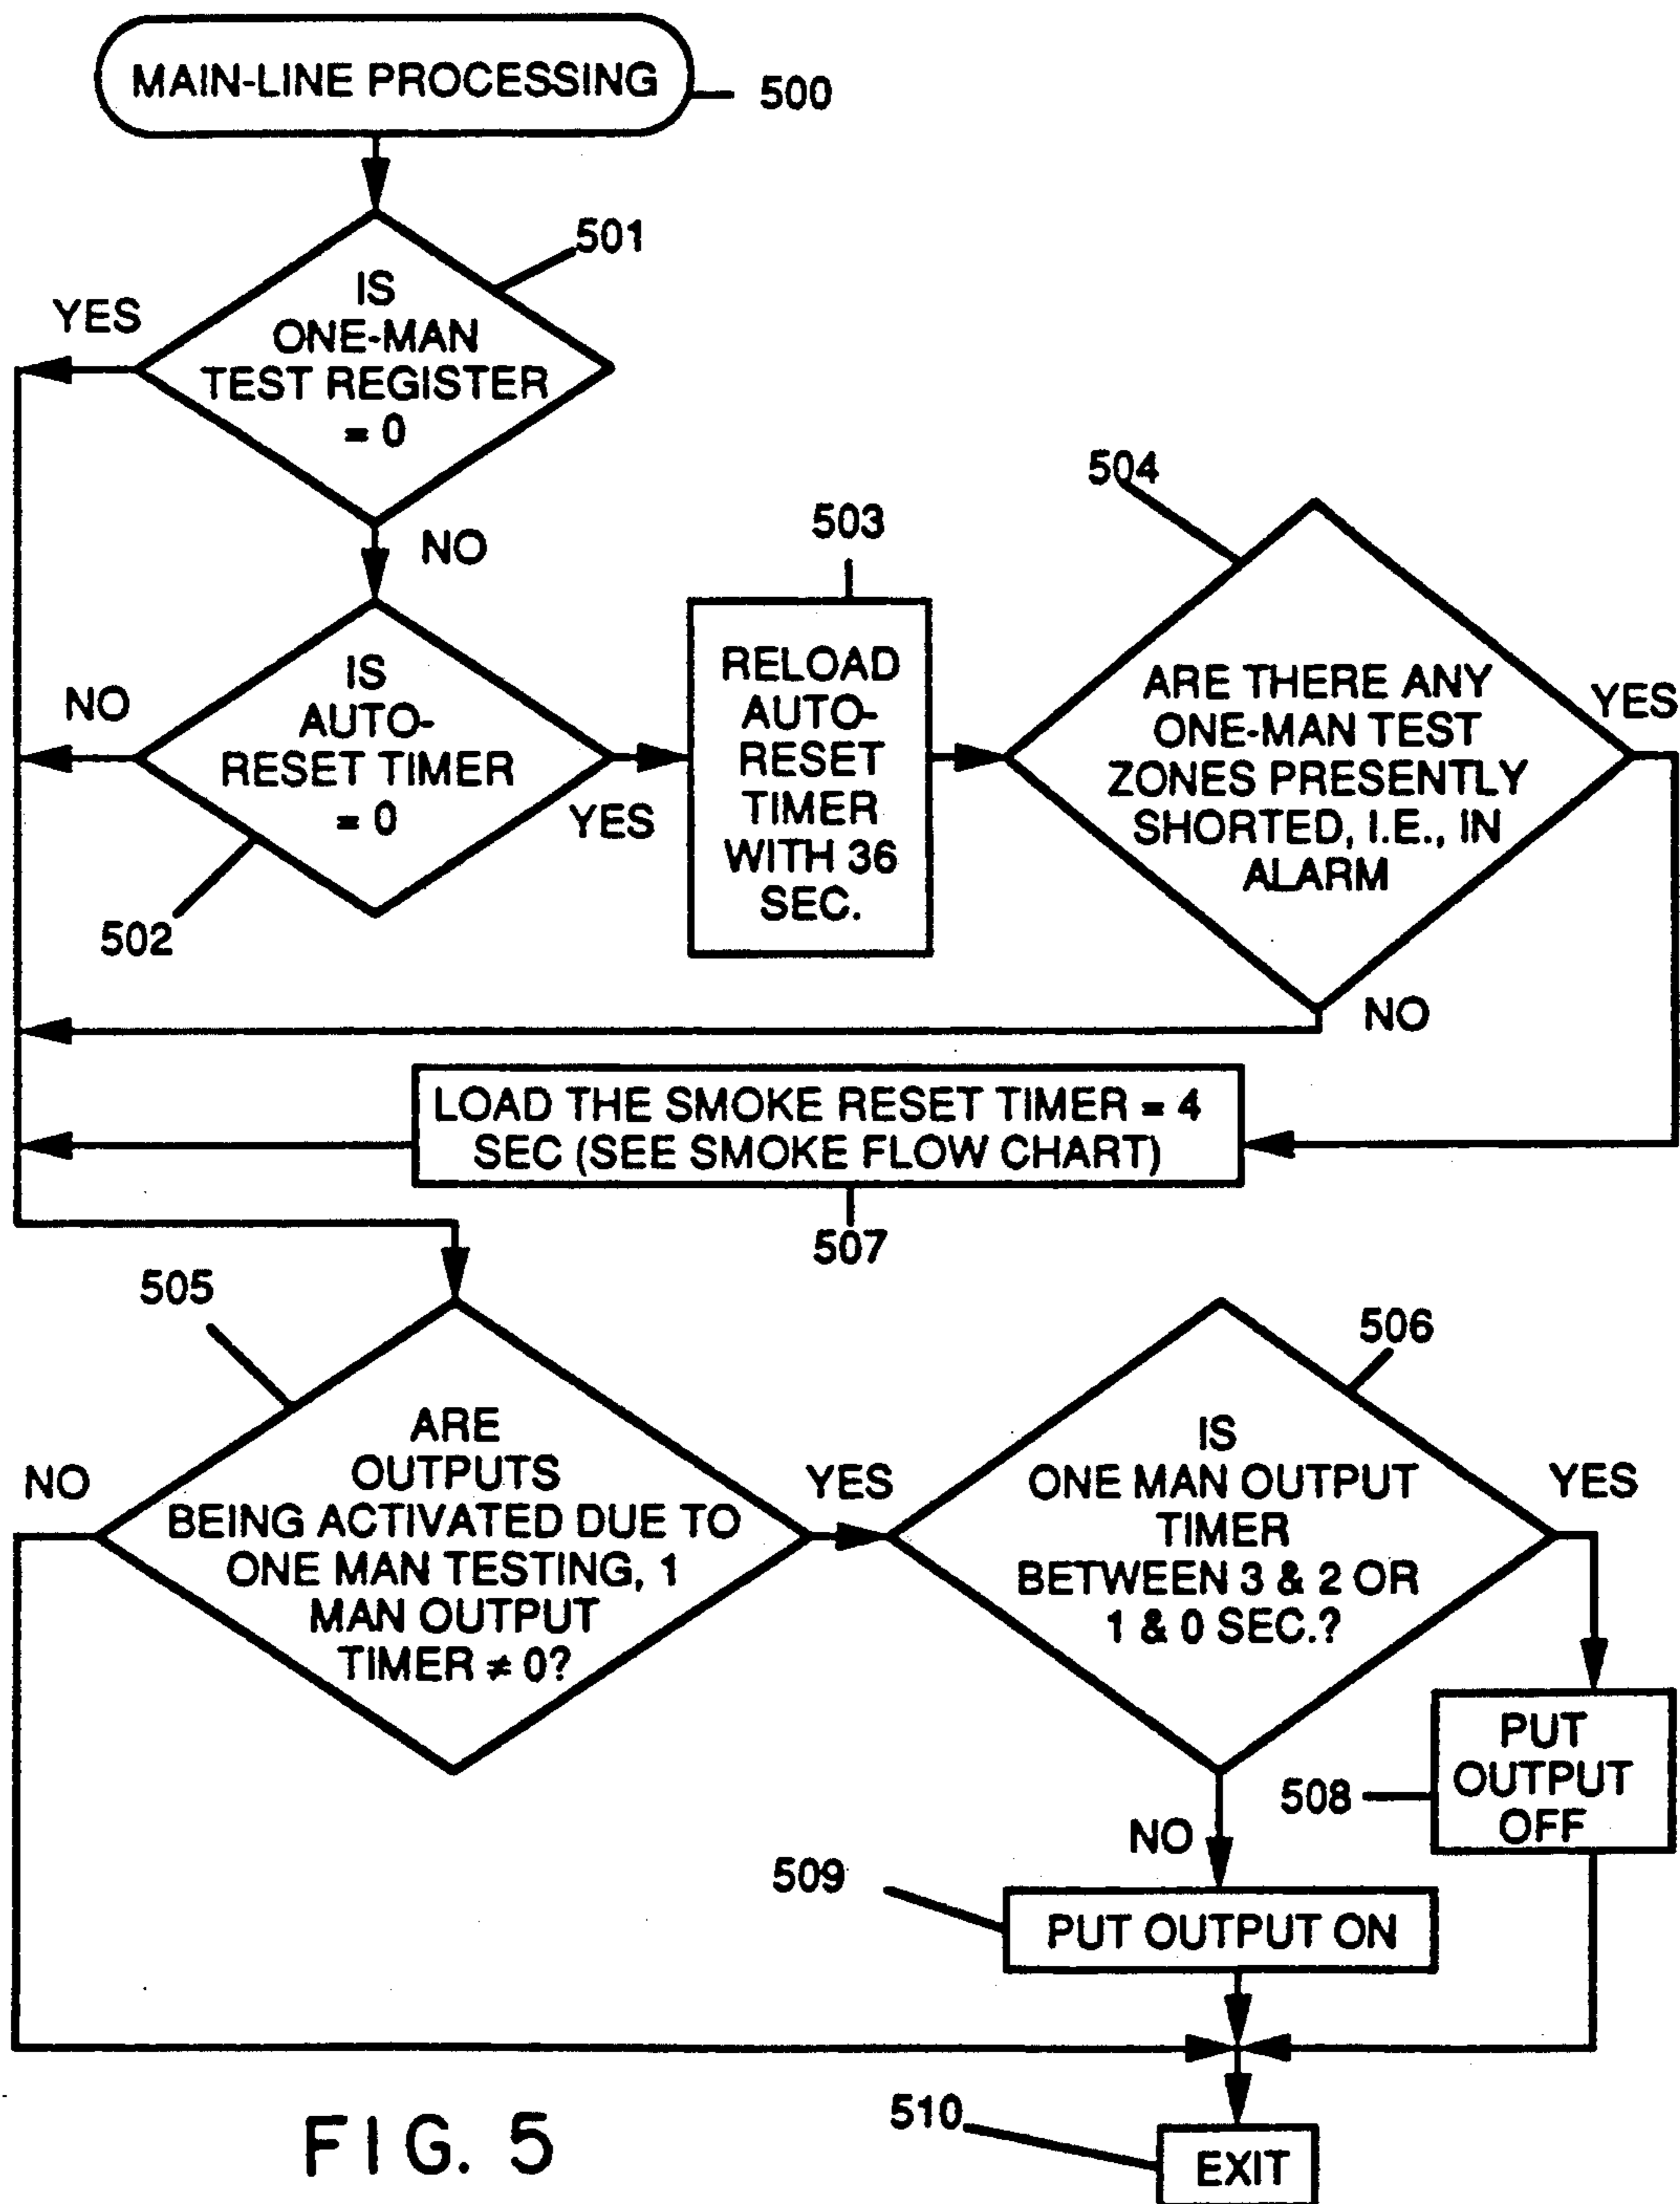 MAIN-LINE PROCESSING
500
501
IS
ONE-MAN
TEST REGISTER
= 0
YES
NO
504
503
IS
AUTO-
RESET TIMER
= 0
NO
YES
502
RELOAD
AUTO-
RESET
TIMER
WITH 36
SEC.
ARE THERE ANY
ONE-MAN TEST
ZONES PRESENTLY
SHORTED, I.E., IN
ALARM
YES
NO
LOAD THE SMOKE RESET TIMER = 4
SEC (SEE SMOKE FLOW CHART)
507
505
ARE
OUTPUTS
BEING ACTIVATED DUE TO
ONE MAN TESTING, 1
MAN OUTPUT
TIMER ≠ 0?
NO
YES
506
IS
ONE MAN OUTPUT
TIMER
BETWEEN 3 & 2 OR
1 & 0 SEC.?
YES
NO
PUT
OUTPUT
OFF
508
509
PUT OUTPUT ON
510
EXIT
FIG. 5